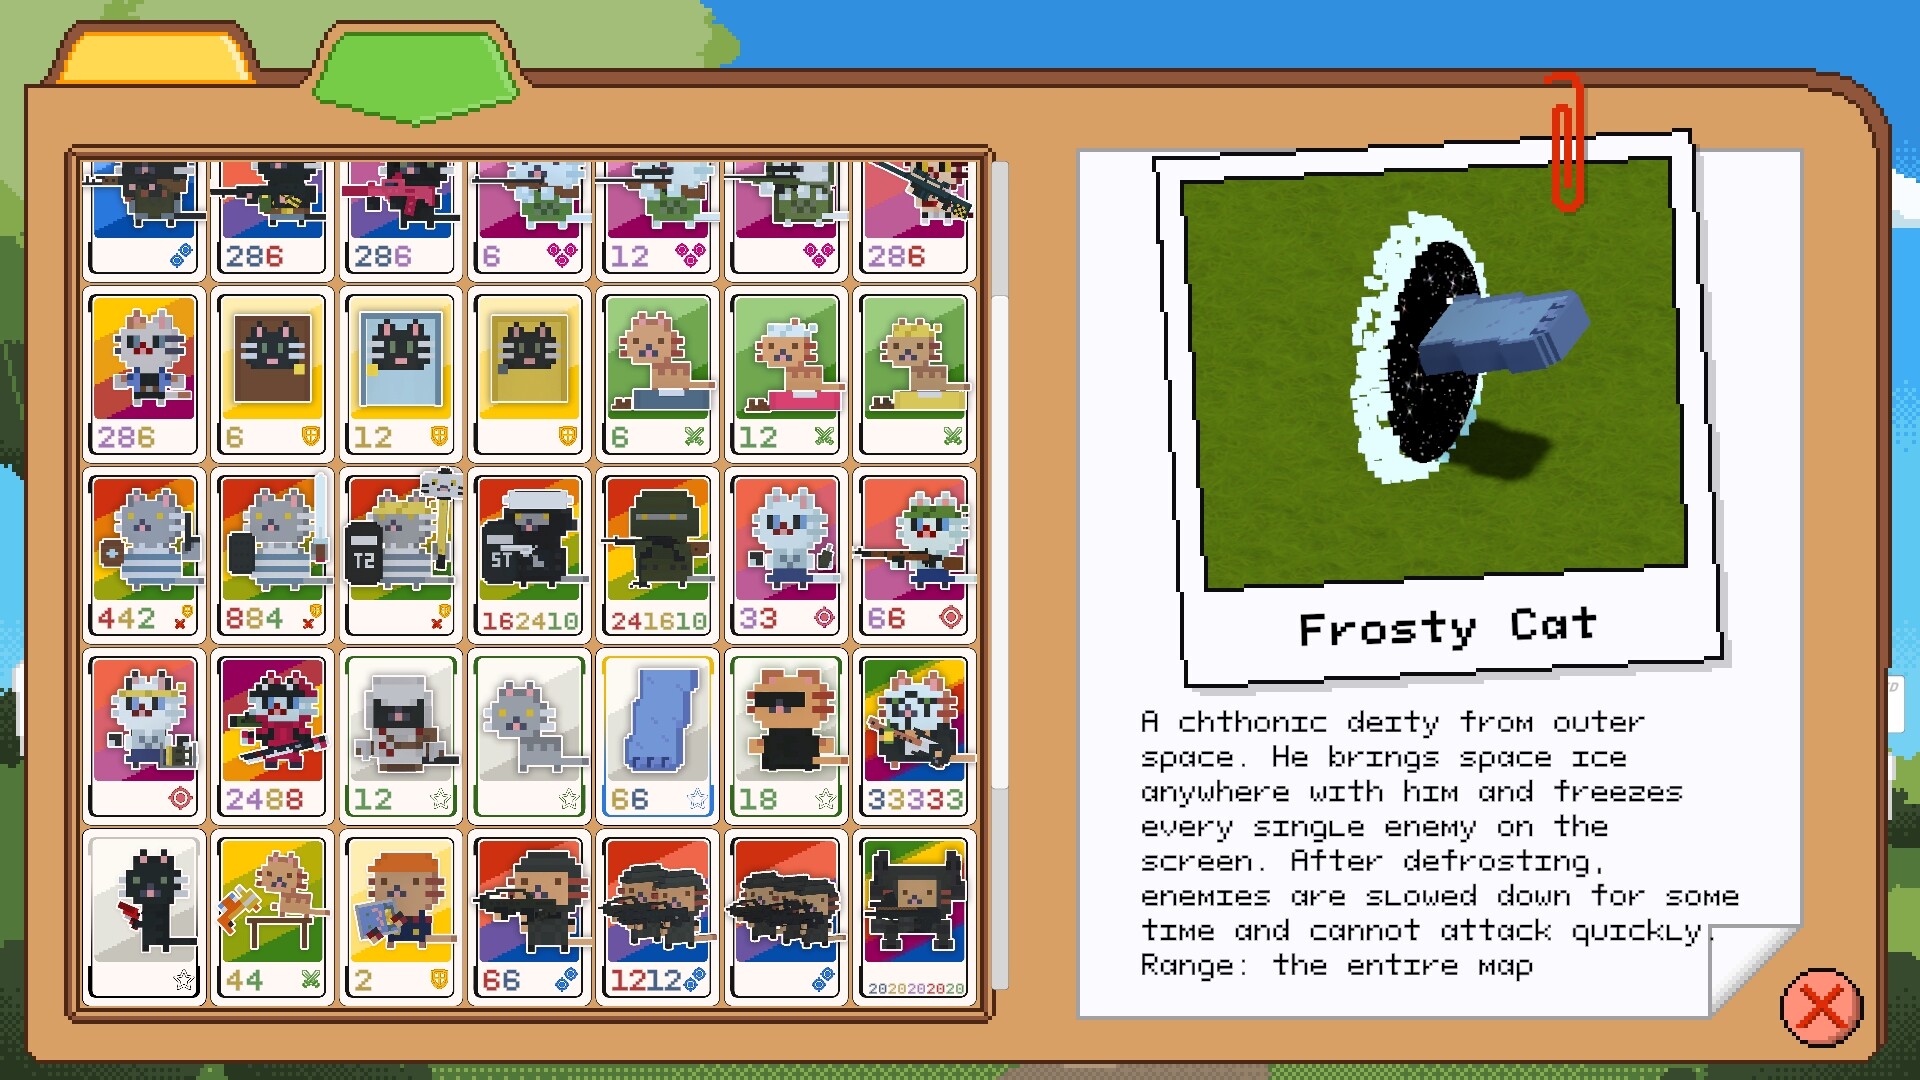 286
286
6
12
286
286
6
12
6
12
T2
ST
442
884
162410
241610
33
66
2488
12
66
18
33333
44
2
66
1212
2020202020
Frosty Cat
A chthonic deity from outer
space. He brings space ice
anywhere with him and freezes
every single enemy on the
screen. After defrosting,
enemies are slowed down for some
time and cannot attack quickly.
Range: the entire map